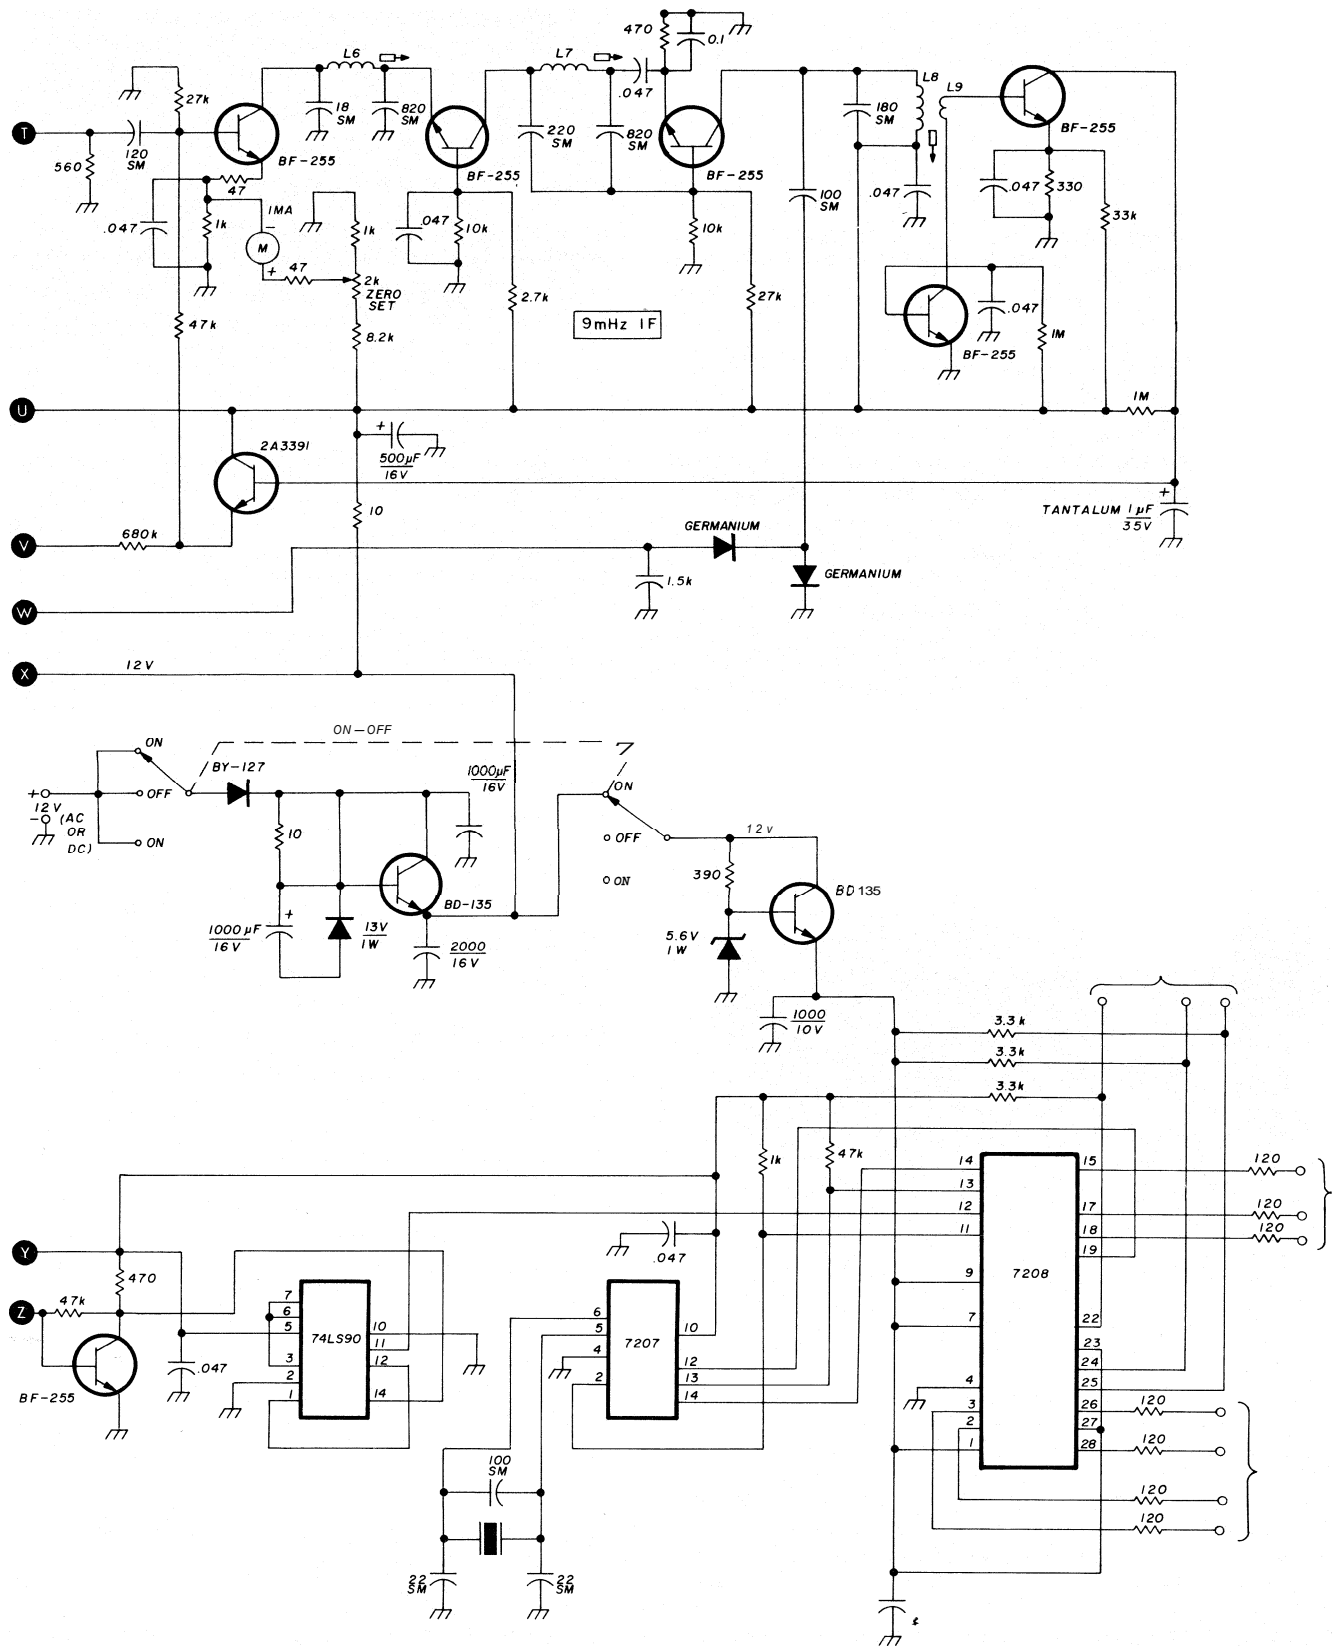 470
0.1
L6
L7
.047
L8
L9
27k
18
SM
820
SM
220
SM
820
SM
180
SM
BF-255
T
120
SM
560
BF-255
BF-255
BF-255
47
1MA
.047
1k
M
-
+
47
1k
2k
ZERO
SET
8.2k
.047
10k
2.7k
10k
27k
100
SM
.047
.047
330
33k
47k
9mHz IF
.047
1M
BF-255
U
1M
2A3391
+
500µF
16V
10
+
TANTALUM 1µF
35V
V
680k
GERMANIUM
GERMANIUM
1.5k
W
X
12V
ON-OFF
ON
BY-127
1000µF
16V
ON
+
12V
-
(AC
OR
DC)
OFF
ON
10
OFF
ON
12v
390
BD-135
BD135
+
1000µF
16V
13V
1W
2000
16V
5.6V
1W
1000
10V
3.3k
3.3k
3.3k
1k
47k
14
13
12
11
9
7
4
3
2
1
7208
15
17
18
19
22
23
24
25
26
27
28
120
120
120
120
120
120
120
Y
470
Z
47k
BF-255
.047
7
6
5
3
2
1
74LS90
10
11
12
14
.047
6
5
4
2
7207
10
12
13
14
100
SM
22
SM
22
SM